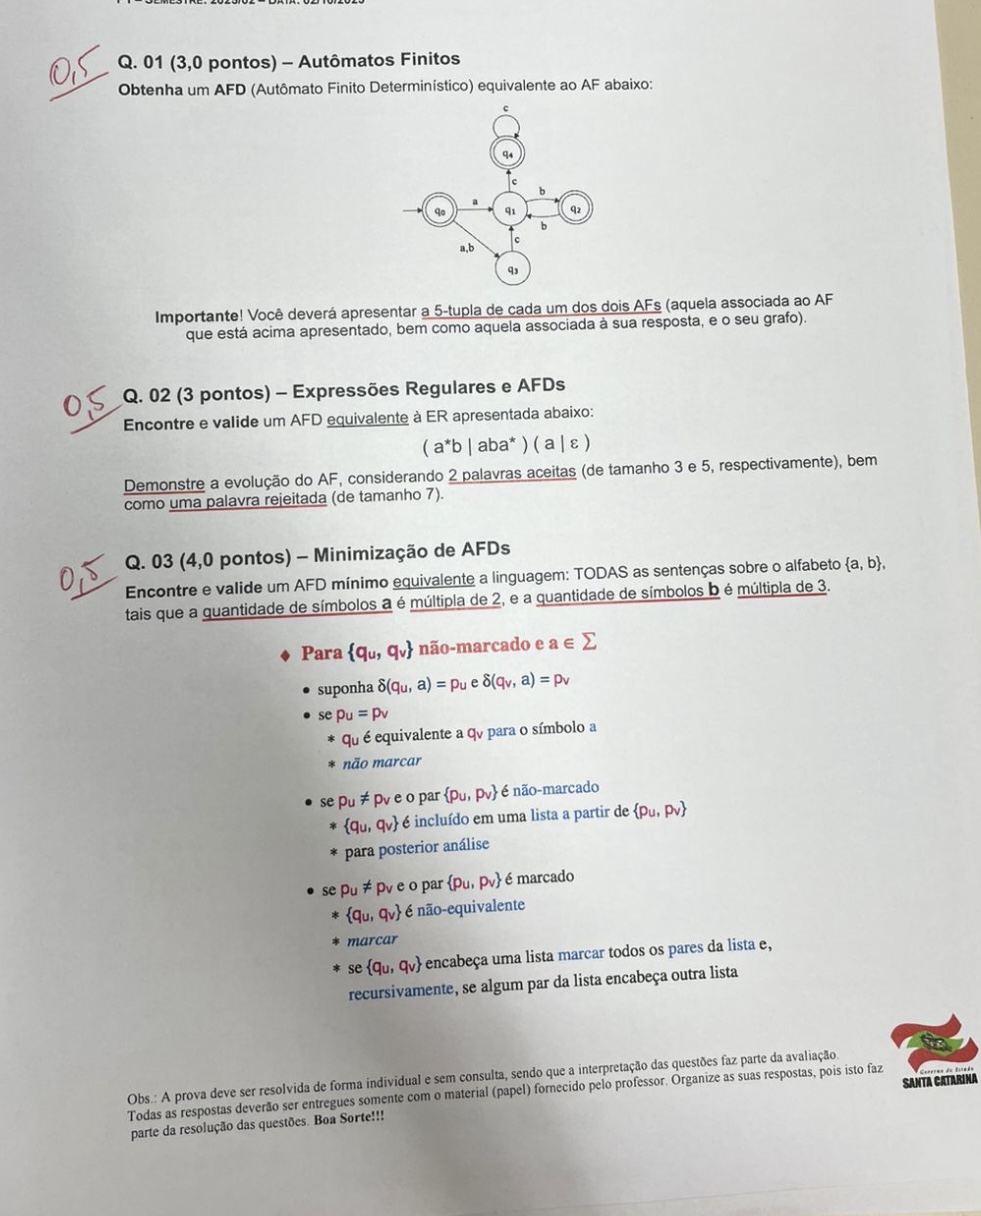 P1 – SEMESTRE: 2025/02 – DATA: 02/10/2025
0,5
Q. 01 (3,0 pontos) – Autômatos Finitos
Obtenha um AFD (Autômato Finito Determinístico) equivalente ao AF abaixo:
c
q₄
c
b
a
q₀
q₁
q₂
b
a,b
c
q₃
Importante! Você deverá apresentar a 5-tupla de cada um dos dois AFs (aquela associada ao AF
que está acima apresentado, bem como aquela associada à sua resposta, e o seu grafo).
0,5
Q. 02 (3 pontos) – Expressões Regulares e AFDs
Encontre e valide um AFD equivalente à ER apresentada abaixo:
( a*b | aba* ) ( a | ε )
Demonstre a evolução do AF, considerando 2 palavras aceitas (de tamanho 3 e 5, respectivamente), bem
como uma palavra rejeitada (de tamanho 7).
0,5
Q. 03 (4,0 pontos) – Minimização de AFDs
Encontre e valide um AFD mínimo equivalente a linguagem: TODAS as sentenças sobre o alfabeto {a, b},
tais que a quantidade de símbolos a é múltipla de 2, e a quantidade de símbolos b é múltipla de 3.
♦ Para {qu, qv} não-marcado e a ∈ Σ
• suponha δ(qu, a) = pu e δ(qv, a) = pv
• se pu = pv
* qu é equivalente a qv para o símbolo a
* não marcar
• se pu ≠ pv e o par {pu, pv} é não-marcado
* {qu, qv} é incluído em uma lista a partir de {pu, pv}
* para posterior análise
• se pu ≠ pv e o par {pu, pv} é marcado
* {qu, qv} é não-equivalente
* marcar
* se {qu, qv} encabeça uma lista marcar todos os pares da lista e,
recursivamente, se algum par da lista encabeça outra lista
Obs.: A prova deve ser resolvida de forma individual e sem consulta, sendo que a interpretação das questões faz parte da avaliação.
Todas as respostas deverão ser entregues somente com o material (papel) fornecido pelo professor. Organize as suas respostas, pois isto faz
parte da resolução das questões. Boa Sorte!!!
Governo do Estado
SANTA CATARINA